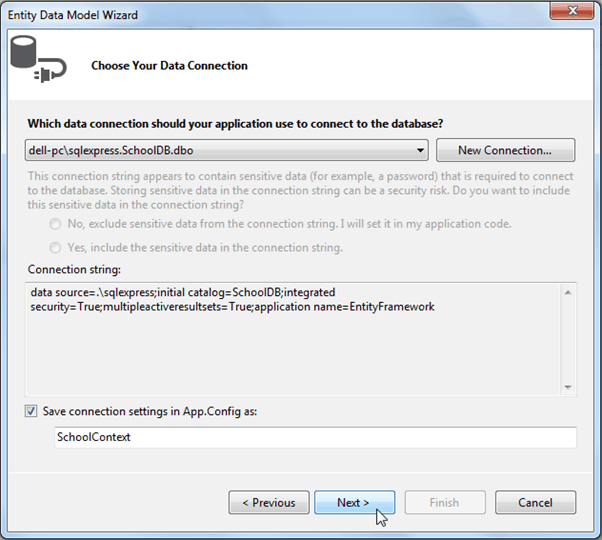 Entity Data Model Wizard
Choose Your Data Connection
Which data connection should your application use to connect to the database?
dell-pc\sqlexpress.SchoolDB.dbo
New Connection...
This connection string appears to contain sensitive data (for example, a password) that is required to connect
to the database. Storing sensitive data in the connection string can be a security risk. Do you want to include
this sensitive data in the connection string?
No, exclude sensitive data from the connection string. I will set it in my application code.
Yes, include the sensitive data in the connection string.
Connection string:
data source=.\sqlexpress;initial catalog=SchoolDB;integrated
security=True;multipleactiveresultsets=True;application name=EntityFramework
Save connection settings in App.Config as:
SchoolContext
< Previous
Next >
Finish
Cancel